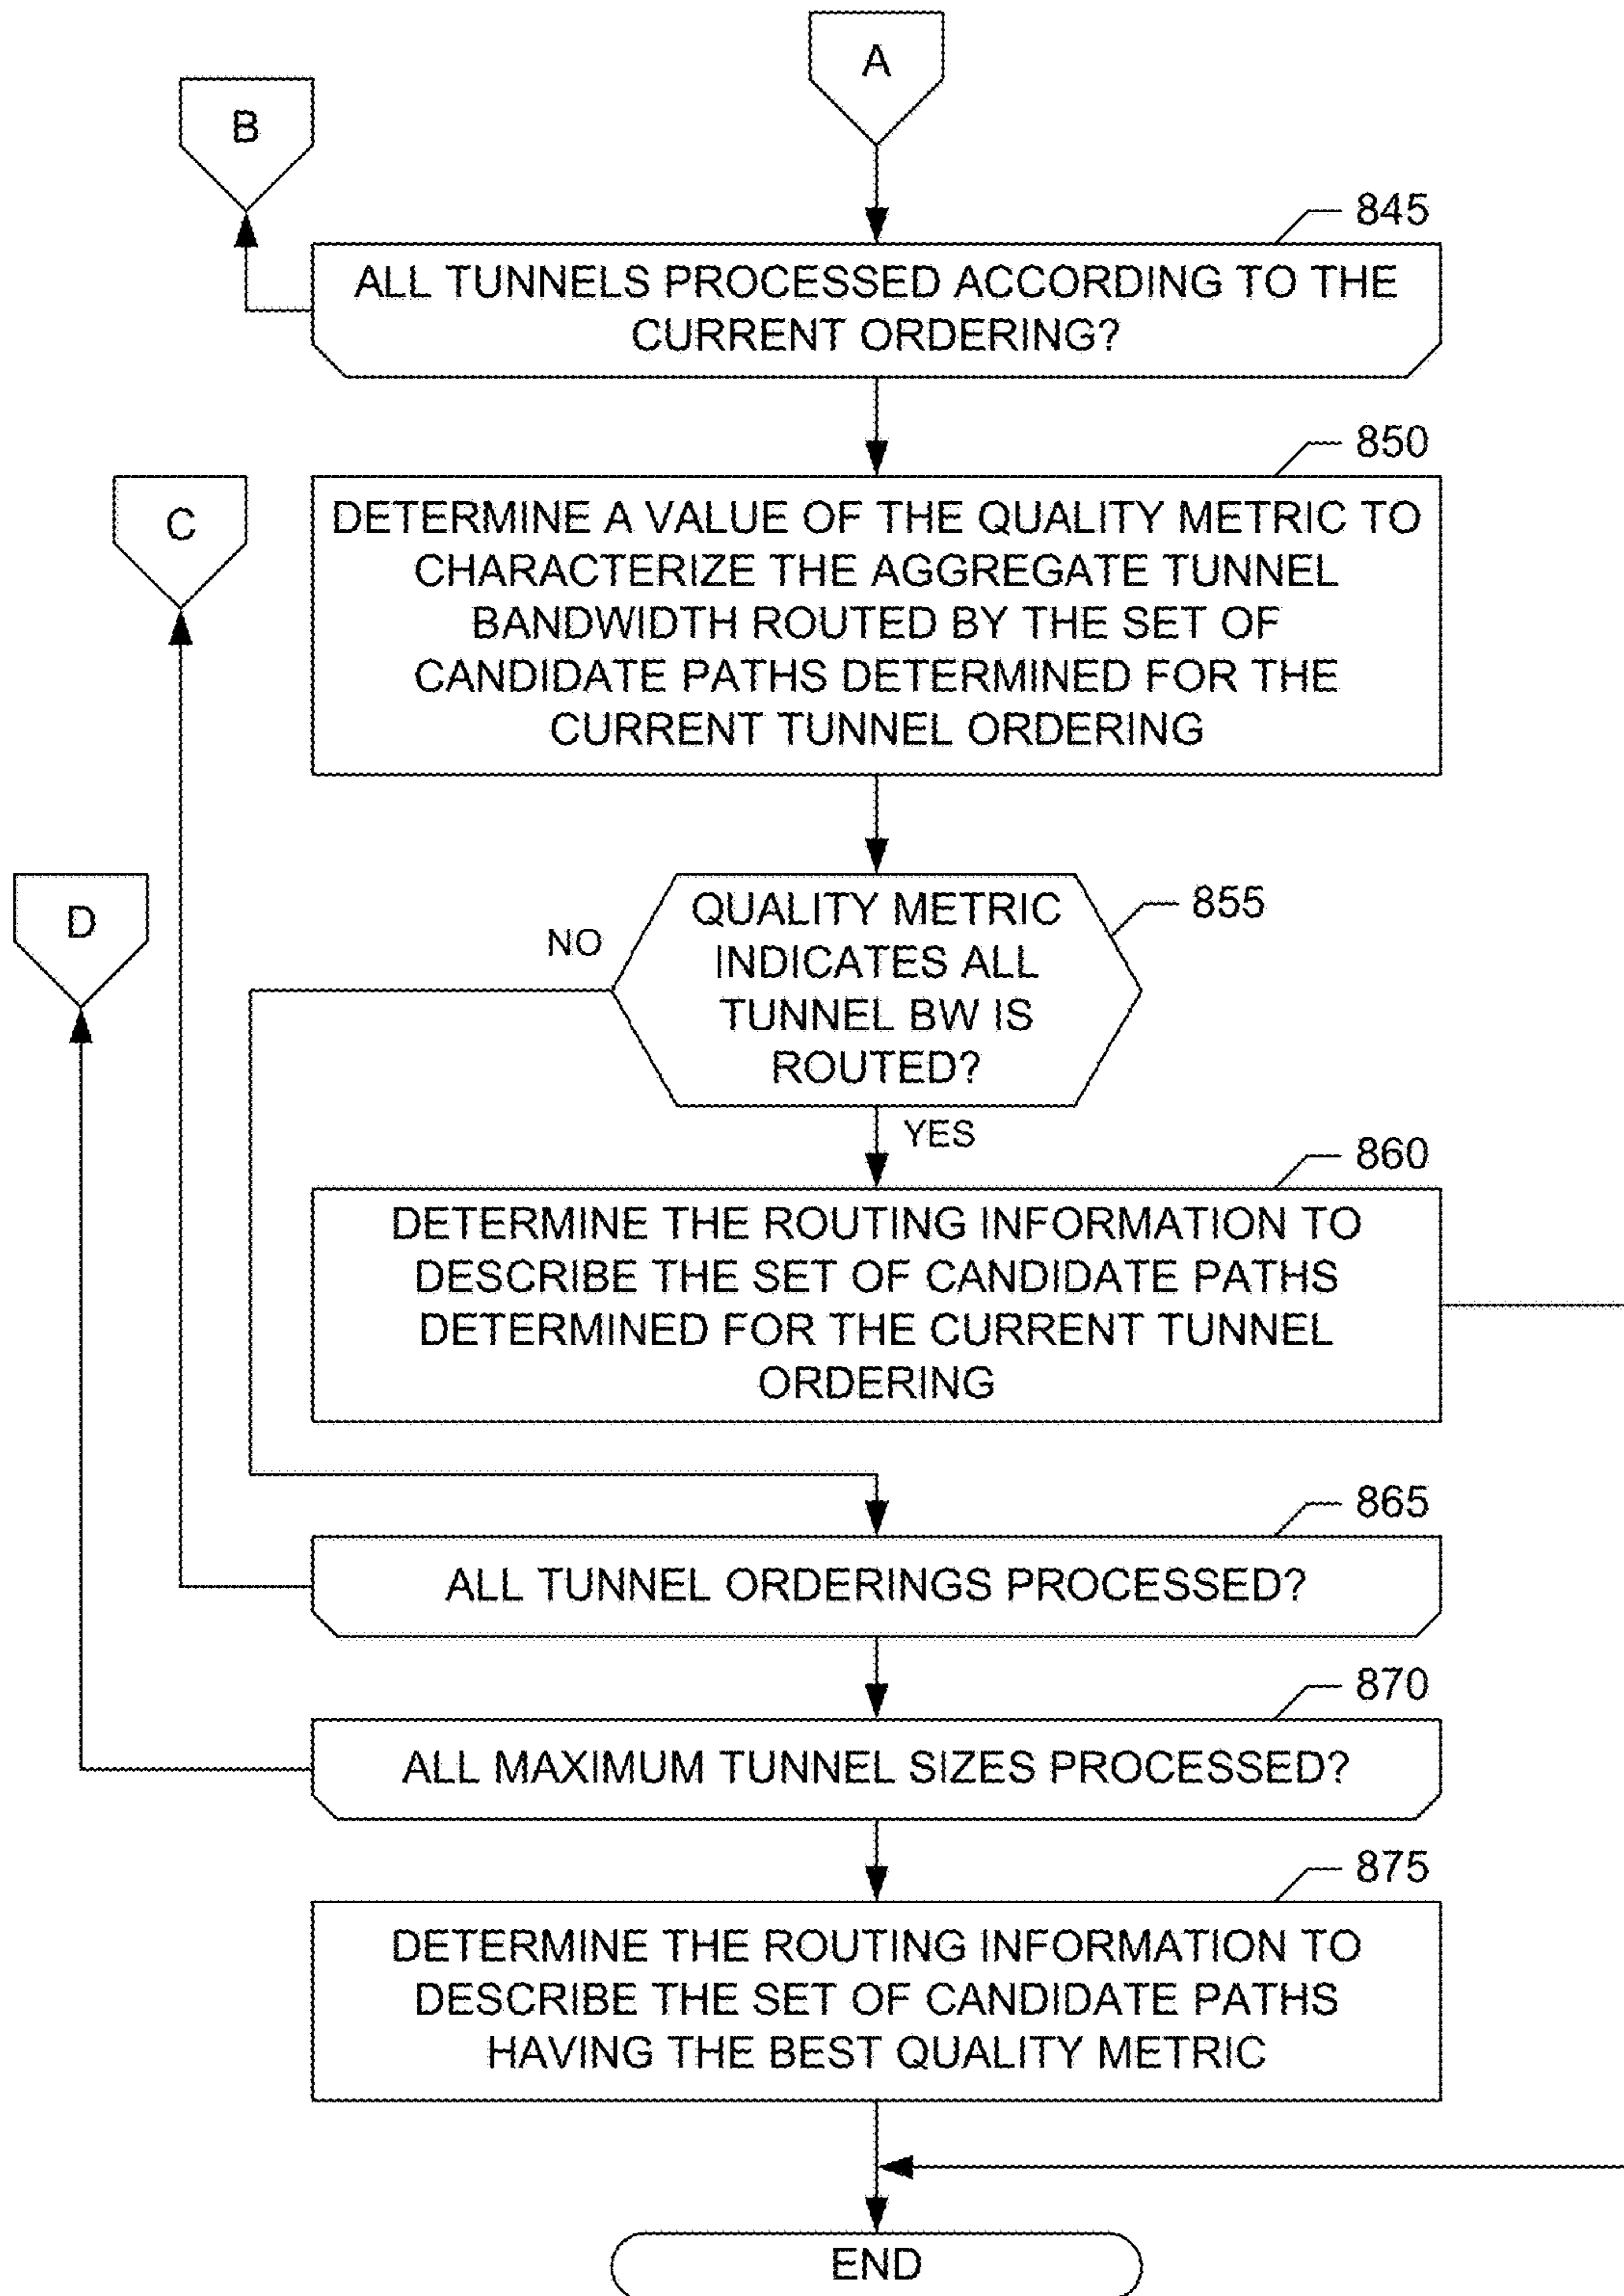 A
B
845
ALL TUNNELS PROCESSED ACCORDING TO THE
CURRENT ORDERING?
850
C
DETERMINE A VALUE OF THE QUALITY METRIC TO
CHARACTERIZE THE AGGREGATE TUNNEL
BANDWIDTH ROUTED BY THE SET OF
CANDIDATE PATHS DETERMINED FOR THE
CURRENT TUNNEL ORDERING
D
855
QUALITY METRIC
INDICATES ALL
TUNNEL BW IS
ROUTED?
NO
YES
860
DETERMINE THE ROUTING INFORMATION TO
DESCRIBE THE SET OF CANDIDATE PATHS
DETERMINED FOR THE CURRENT TUNNEL
ORDERING
865
ALL TUNNEL ORDERINGS PROCESSED?
870
ALL MAXIMUM TUNNEL SIZES PROCESSED?
875
DETERMINE THE ROUTING INFORMATION TO
DESCRIBE THE SET OF CANDIDATE PATHS
HAVING THE BEST QUALITY METRIC
END